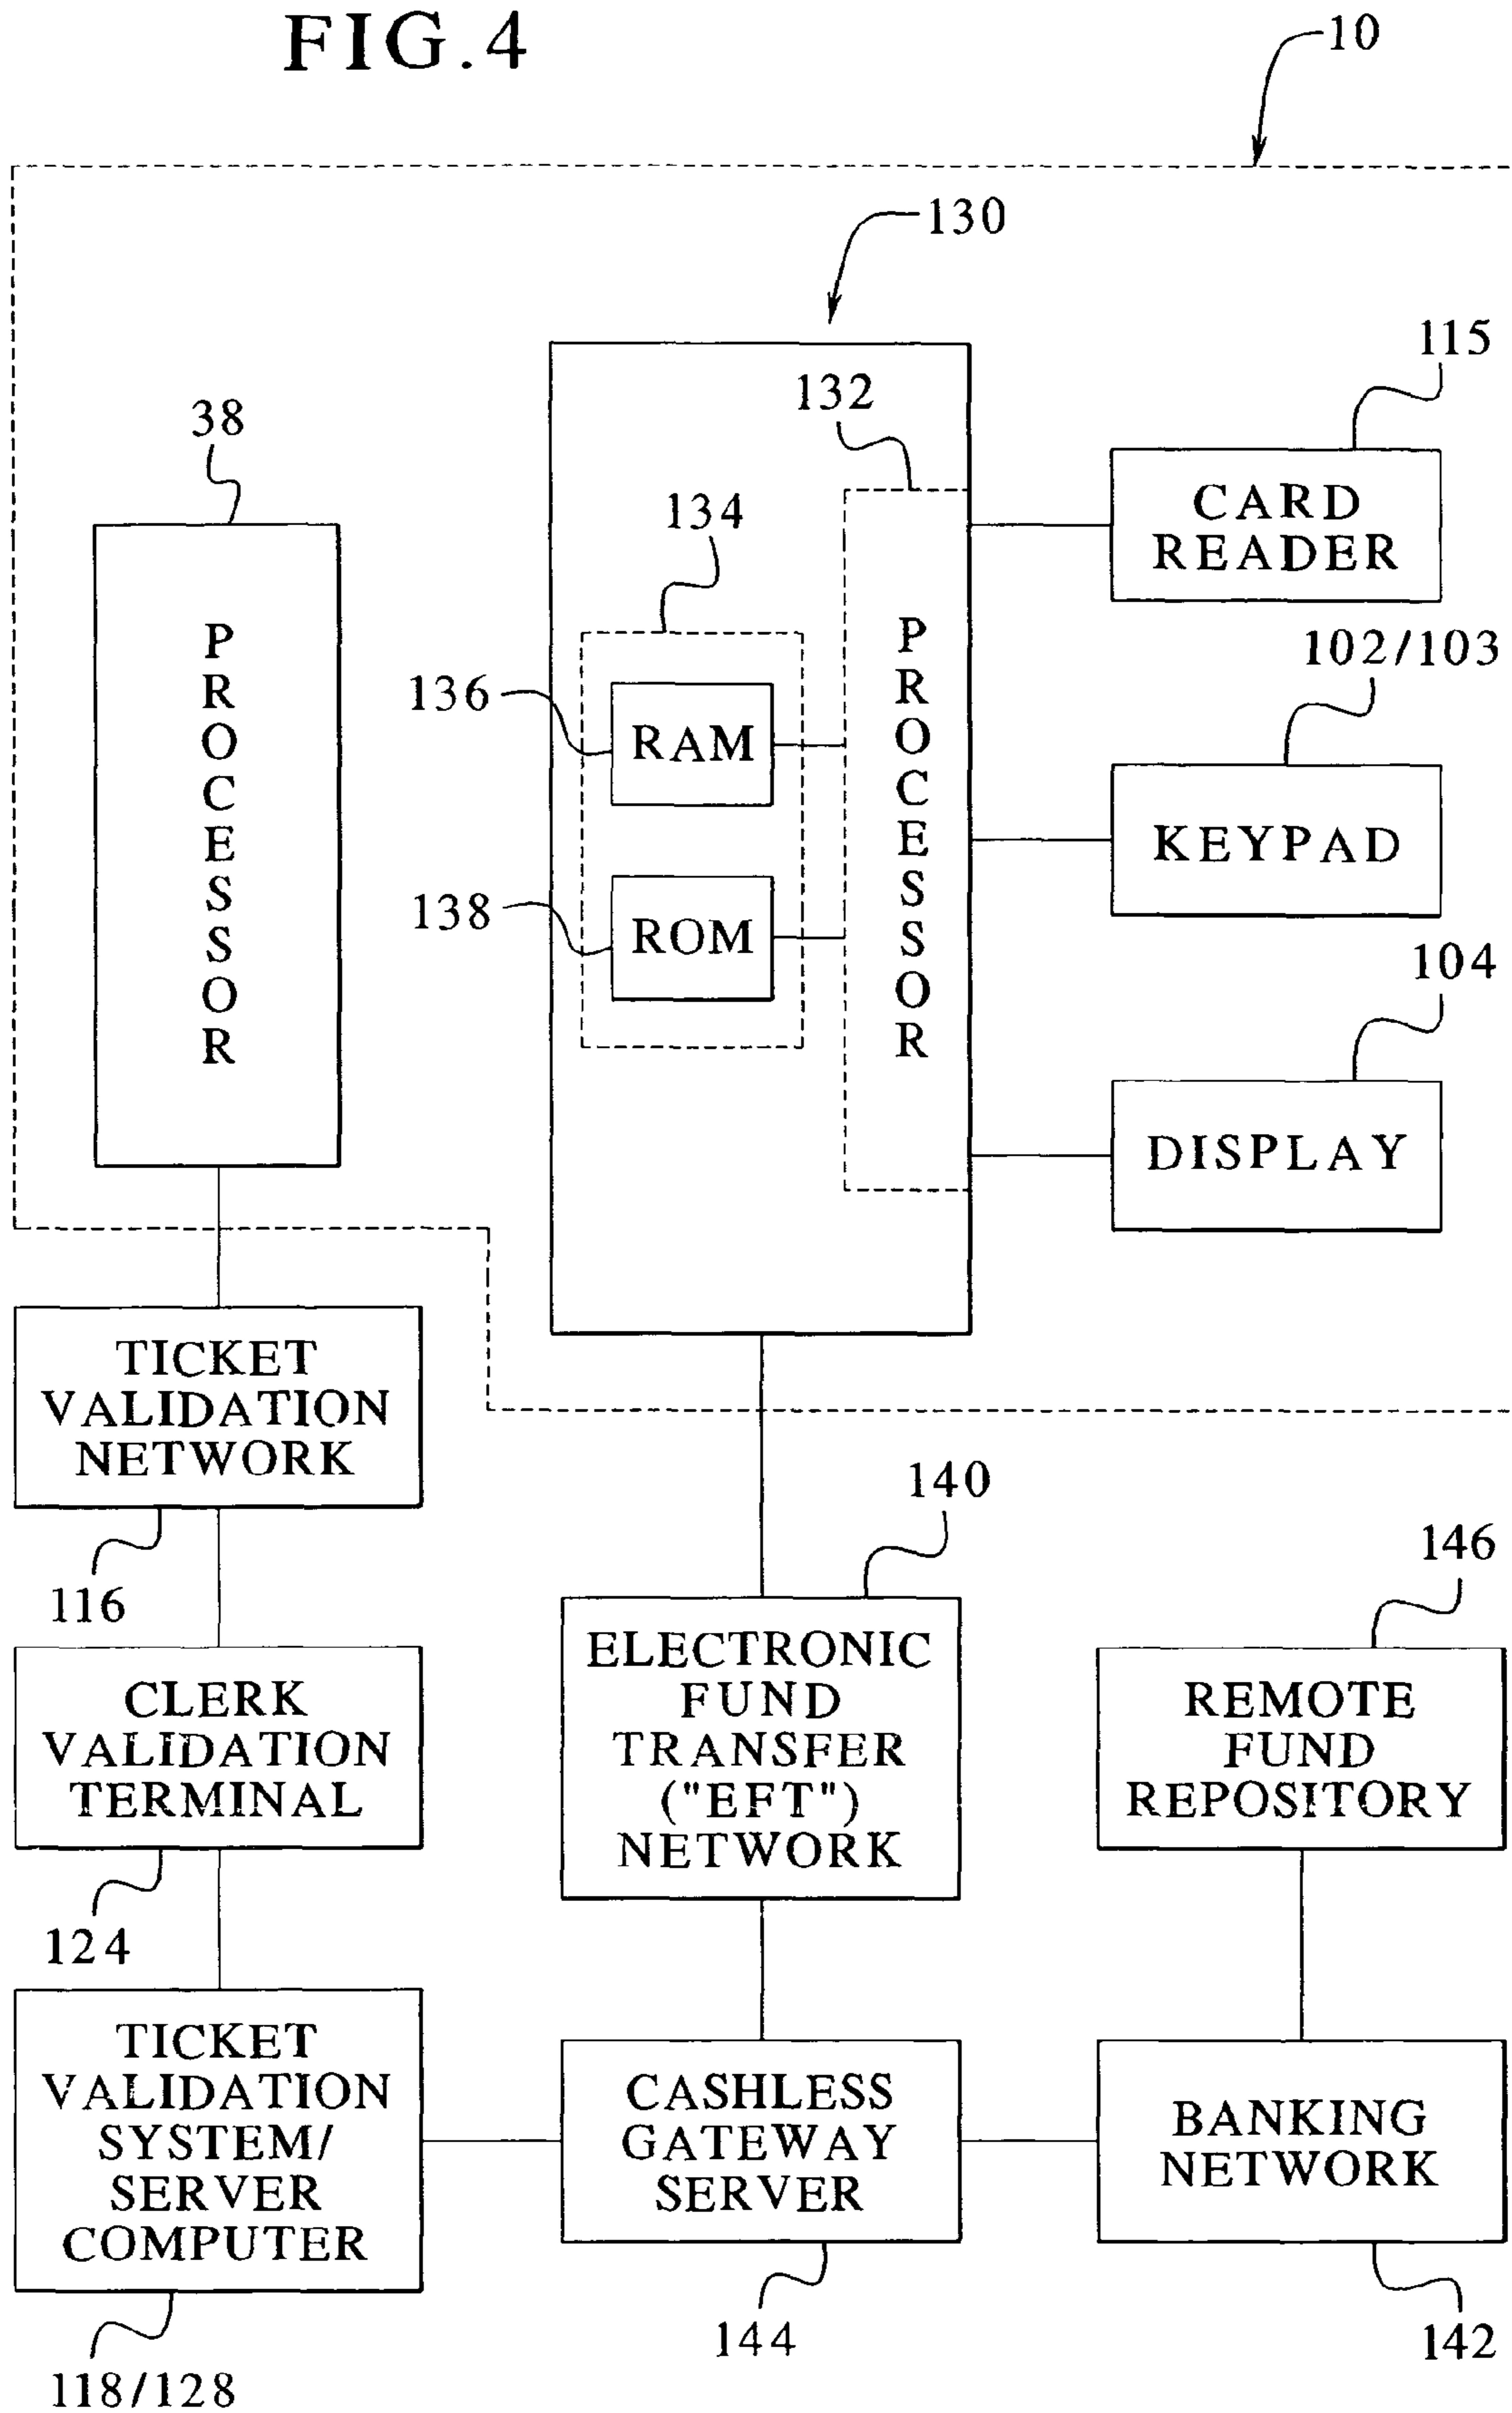 FIG.4
10
130
115
132
38
134
CARD
READER
PROCESSOR
PROCESSOR
102/103
136
RAM
KEYPAD
138
ROM
104
DISPLAY
TICKET
VALIDATION
NETWORK
140
146
116
ELECTRONIC
FUND
TRANSFER
("EFT")
NETWORK
REMOTE
FUND
REPOSITORY
CLERK
VALIDATION
TERMINAL
124
TICKET
VALIDATION
SYSTEM/
SERVER
COMPUTER
CASHLESS
GATEWAY
SERVER
BANKING
NETWORK
144
142
118/128